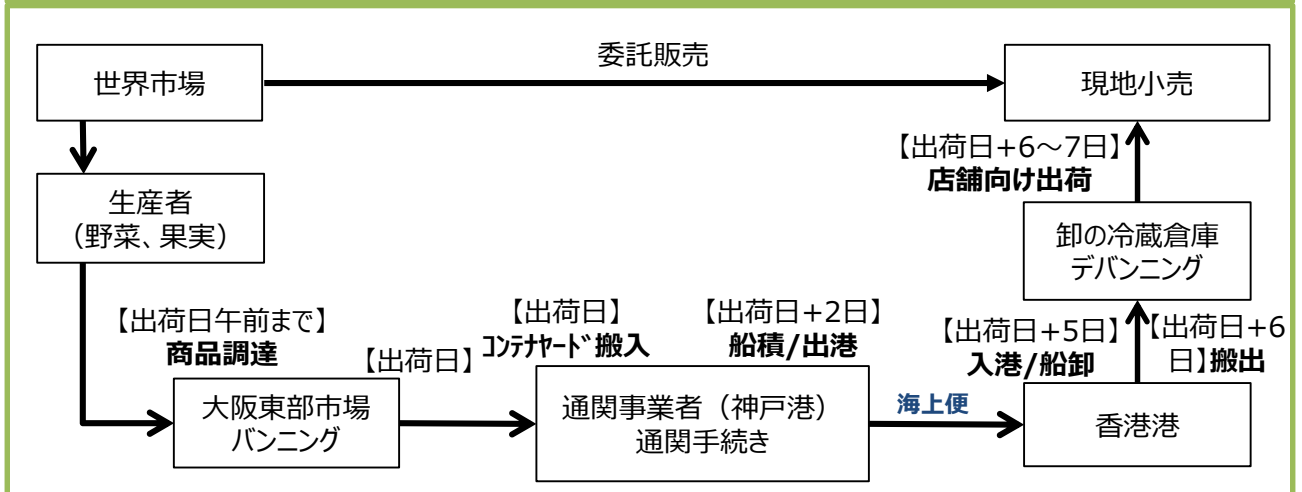 委託販売
世界市場
現地小売
【出荷日+6～7日】
店舗向け出荷
生産者
（野菜、果実）
卸の冷蔵倉庫
デバンニング
【出荷日午前まで】
商品調達
【出荷日】
【出荷日】
ｺﾝﾃﾅﾔｰﾄﾞ搬入
【出荷日+2日】
船積/出港
【出荷日+5日】
入港/船卸
【出荷日+6
日】搬出
大阪東部市場
バンニング
通関事業者（神戸港）
通関手続き
海上便
香港港